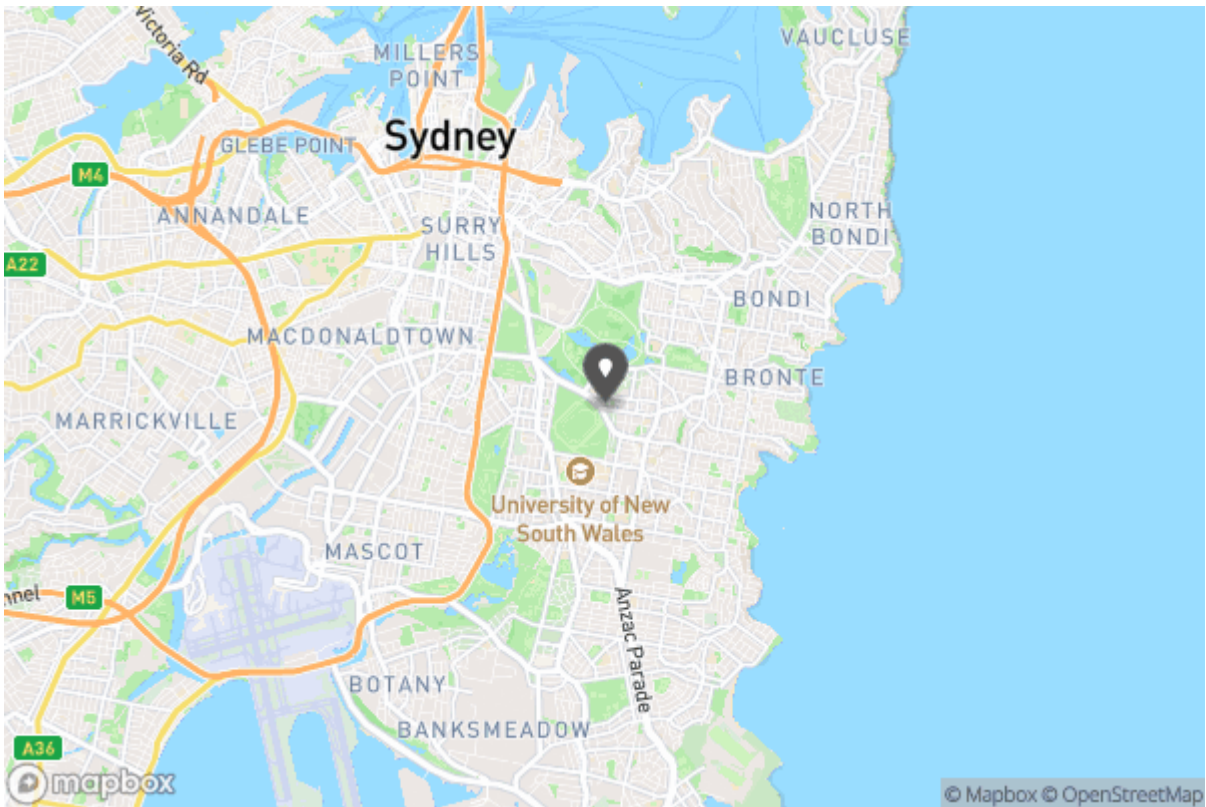 Victoria Rd
MILLERS
POINT
VAUCLUSE
Sydney
GLEBE POINT
M4
ANNANDALE
SURRY
HILLS
NORTH
BONDI
A22
BONDI
MACDONALDTOWN
BRONTE
MARRICKVILLE
University of New
South Wales
MASCOT
nnel
M5
Anzac Parade
BOTANY
BANKSMEADOW
A36
mapbox
© Mapbox © OpenStreetMap